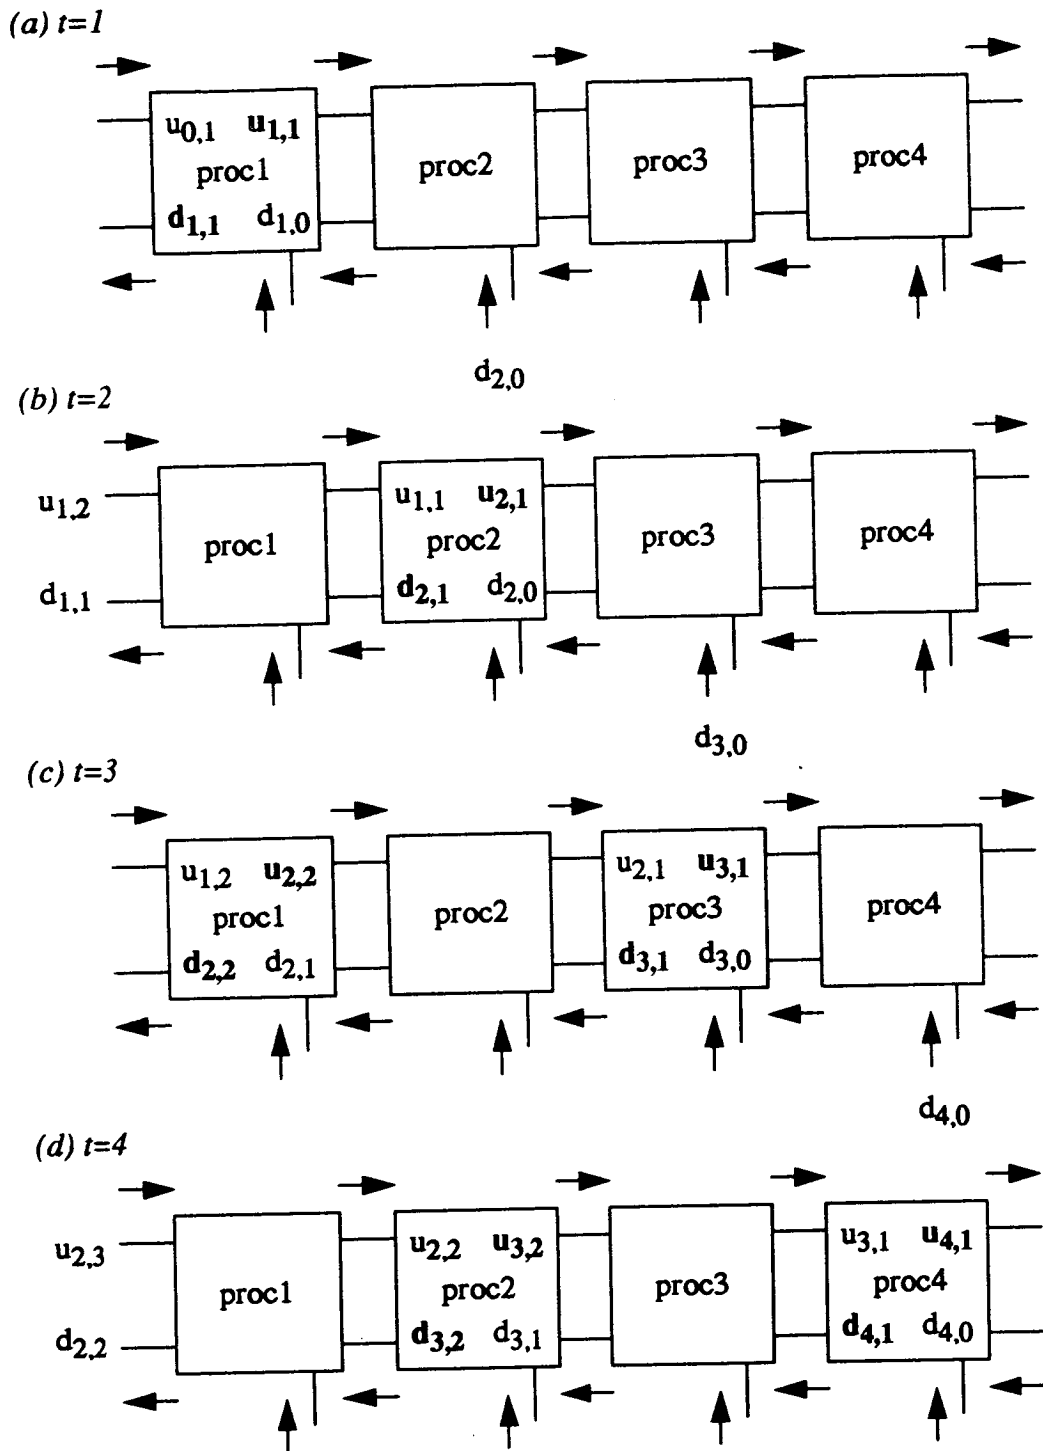 (a) t=1
u0,1 u1,1
proc1 proc2 proc3 proc4
d1,1 d1,0
d2,0
(b) t=2
u1,2 u1,1 u2,1
proc1 proc2 proc3 proc4
d1,1 d2,1 d2,0
d3,0
(c) t=3
u1,2 u2,2 u2,1 u3,1
proc1 proc2 proc3 proc4
d2,2 d2,1 d3,1 d3,0
d4,0
(d) t=4
u2,3 u2,2 u3,2 u3,1 u4,1
proc1 proc2 proc3 proc4
d2,2 d3,2 d3,1 d4,1 d4,0